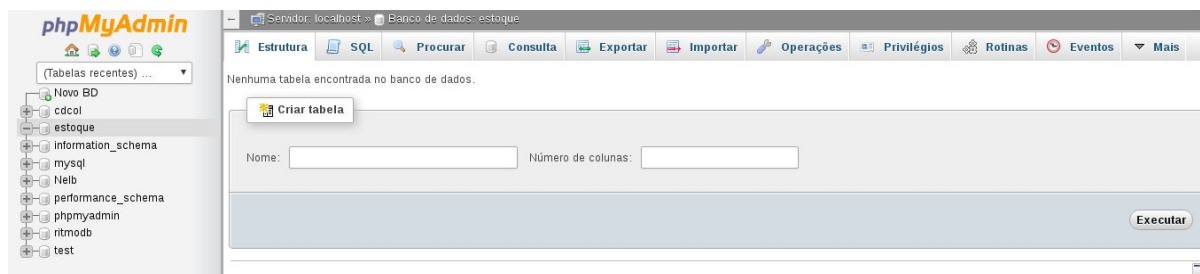 phpMyAdmin
(Tabelas recentes) ...
Novo BD
cdcol
estoque
information_schema
mysql
Nelb
performance_schema
phpmyadmin
ritmodb
test
Servidor: localhost » Banco de dados: estoque
Estrutura SQL Procurar Consulta Exportar Importar Operações Privilégios Rotinas Eventos Mais
Nenhuma tabela encontrada no banco de dados.
Criar tabela
Nome: Número de colunas:
Executar